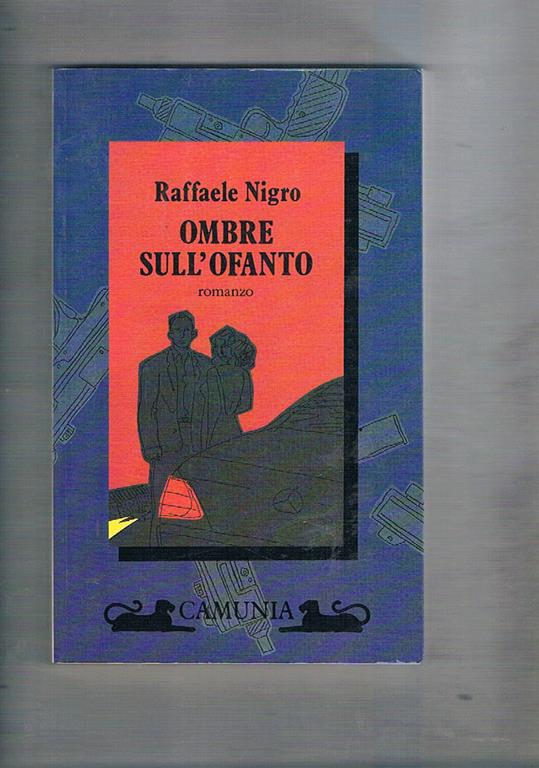 Raffaele Nigro
OMBRE
SULL'OFANTO
romanzo
CAMUNIA